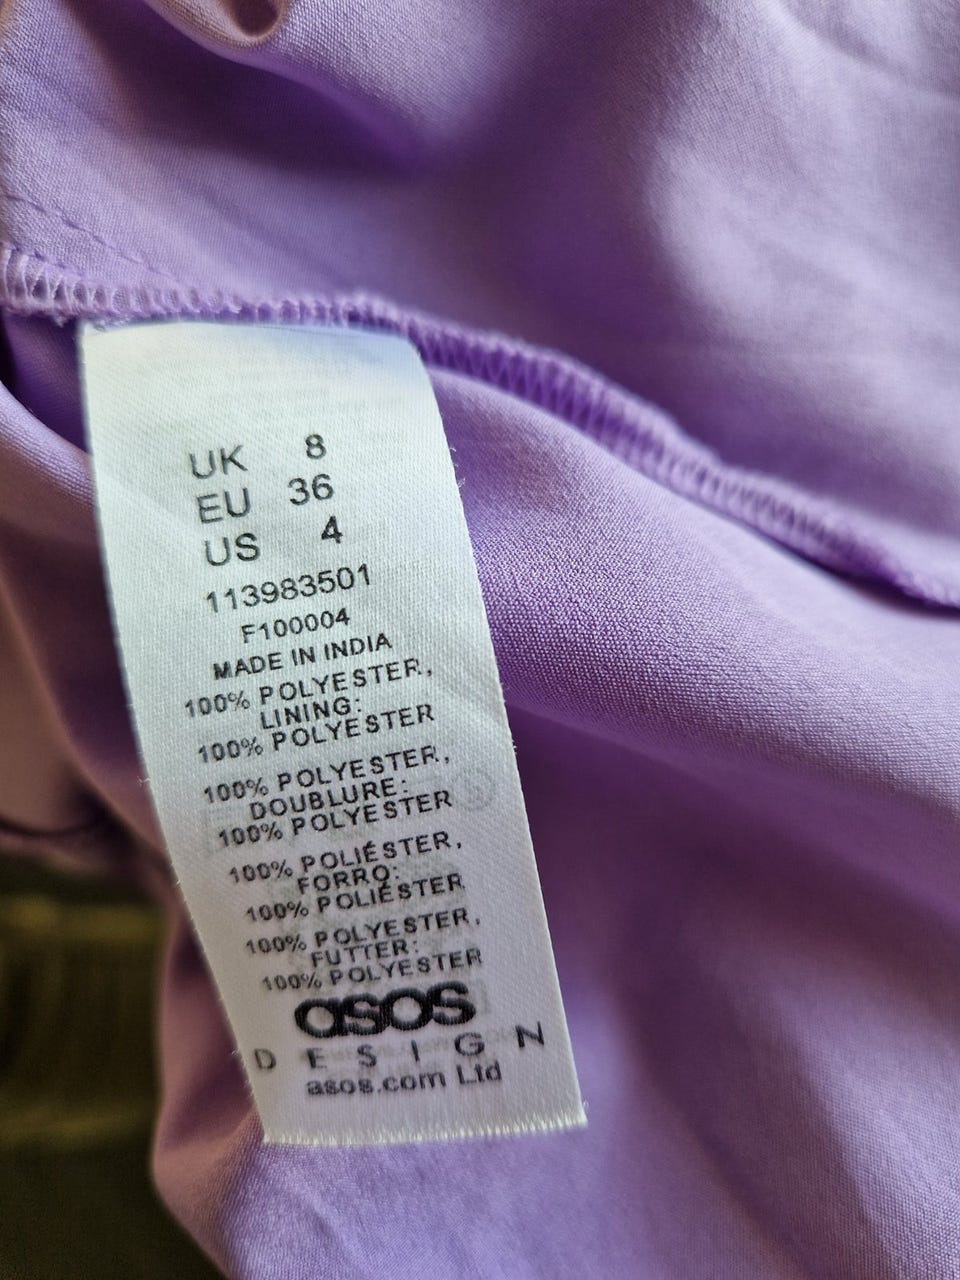 UK 8
EU 36
US 4
113983501
F100004
MADE IN INDIA
100% POLYESTER,
LINING:
100% POLYESTER
100% POLYESTER,
DOUBLURE:
100% POLYESTER
100% POLIÉSTER,
FORRO:
100% POLIÉSTER
100% POLYESTER,
FUTTER:
100% POLYESTER
asos
DESIGN
asos.com Ltd